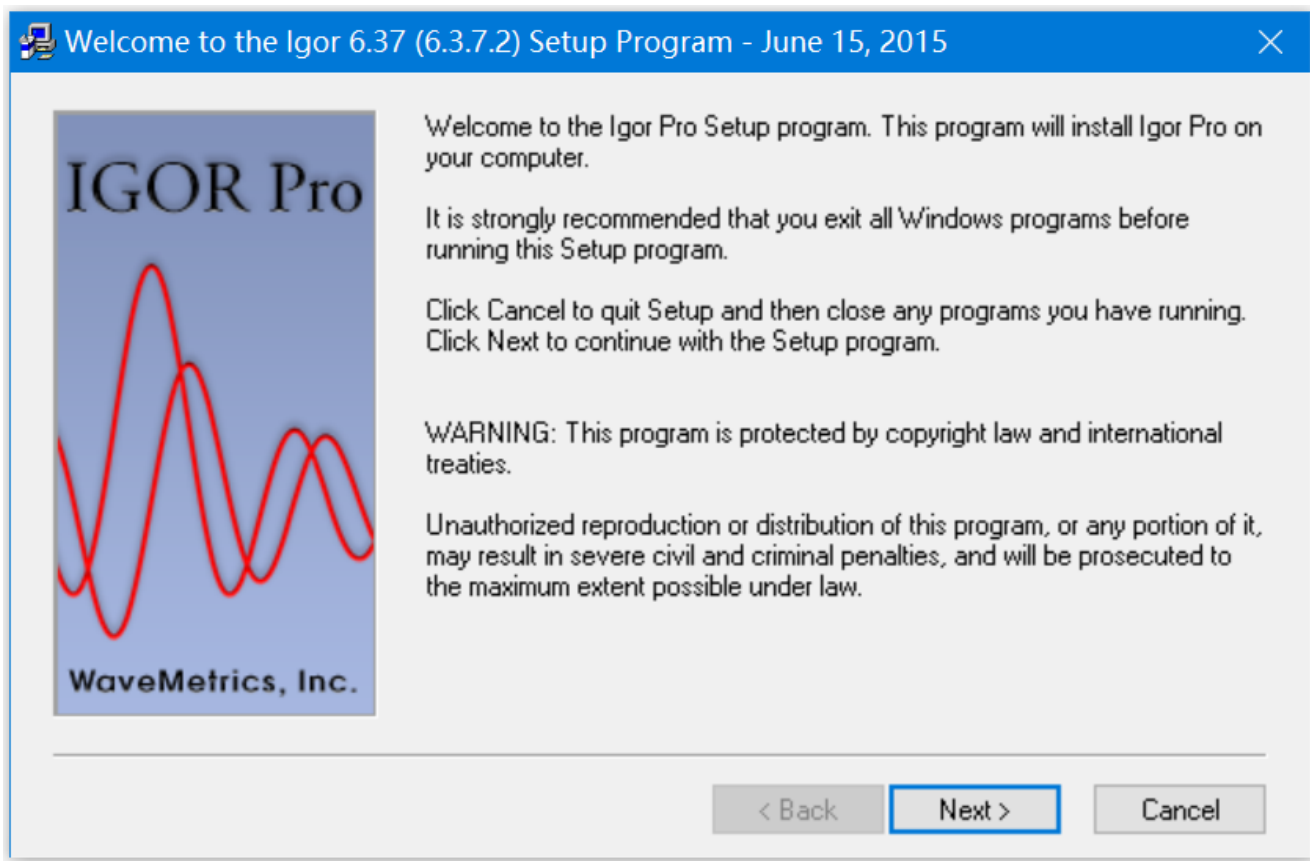 Welcome to the Igor 6.37 (6.3.7.2) Setup Program - June 15, 2015
IGOR Pro
WaveMetrics, Inc.
Welcome to the Igor Pro Setup program. This program will install Igor Pro on
your computer.
It is strongly recommended that you exit all Windows programs before
running this Setup program.
Click Cancel to quit Setup and then close any programs you have running.
Click Next to continue with the Setup program.
WARNING: This program is protected by copyright law and international
treaties.
Unauthorized reproduction or distribution of this program, or any portion of it,
may result in severe civil and criminal penalties, and will be prosecuted to
the maximum extent possible under law.
< Back
Next >
Cancel